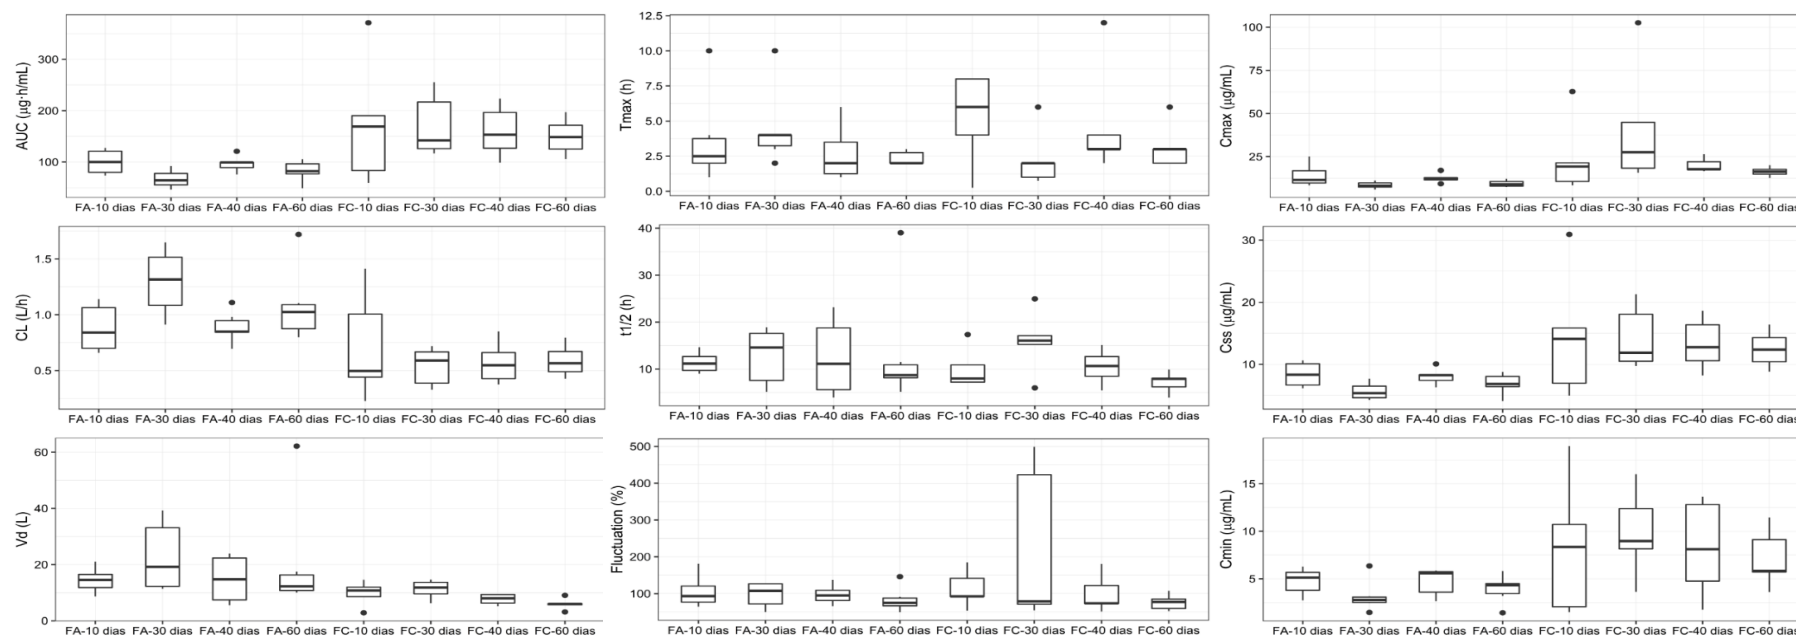 AUC (µg·h/mL)
300
200
100
FA-10 dias FA-30 dias FA-40 dias FA-60 dias FC-10 dias FC-30 dias FC-40 dias FC-60 dias
Tmax (h)
12.5
10.0
7.5
5.0
2.5
0.0
FA-10 dias FA-30 dias FA-40 dias FA-60 dias FC-10 dias FC-30 dias FC-40 dias FC-60 dias
Cmax (µg/mL)
100
75
50
25
FA-10 dias FA-30 dias FA-40 dias FA-60 dias FC-10 dias FC-30 dias FC-40 dias FC-60 dias
CL (L/h)
1.5
1.0
0.5
FA-10 dias FA-30 dias FA-40 dias FA-60 dias FC-10 dias FC-30 dias FC-40 dias FC-60 dias
t1/2 (h)
40
30
20
10
FA-10 dias FA-30 dias FA-40 dias FA-60 dias FC-10 dias FC-30 dias FC-40 dias FC-60 dias
Css (µg/mL)
30
20
10
FA-10 dias FA-30 dias FA-40 dias FA-60 dias FC-10 dias FC-30 dias FC-40 dias FC-60 dias
Vd (L)
60
40
20
0
FA-10 dias FA-30 dias FA-40 dias FA-60 dias FC-10 dias FC-30 dias FC-40 dias FC-60 dias
Fluctuation (%)
500
400
300
200
100
FA-10 dias FA-30 dias FA-40 dias FA-60 dias FC-10 dias FC-30 dias FC-40 dias FC-60 dias
Cmin (µg/mL)
15
10
5
FA-10 dias FA-30 dias FA-40 dias FA-60 dias FC-10 dias FC-30 dias FC-40 dias FC-60 dias